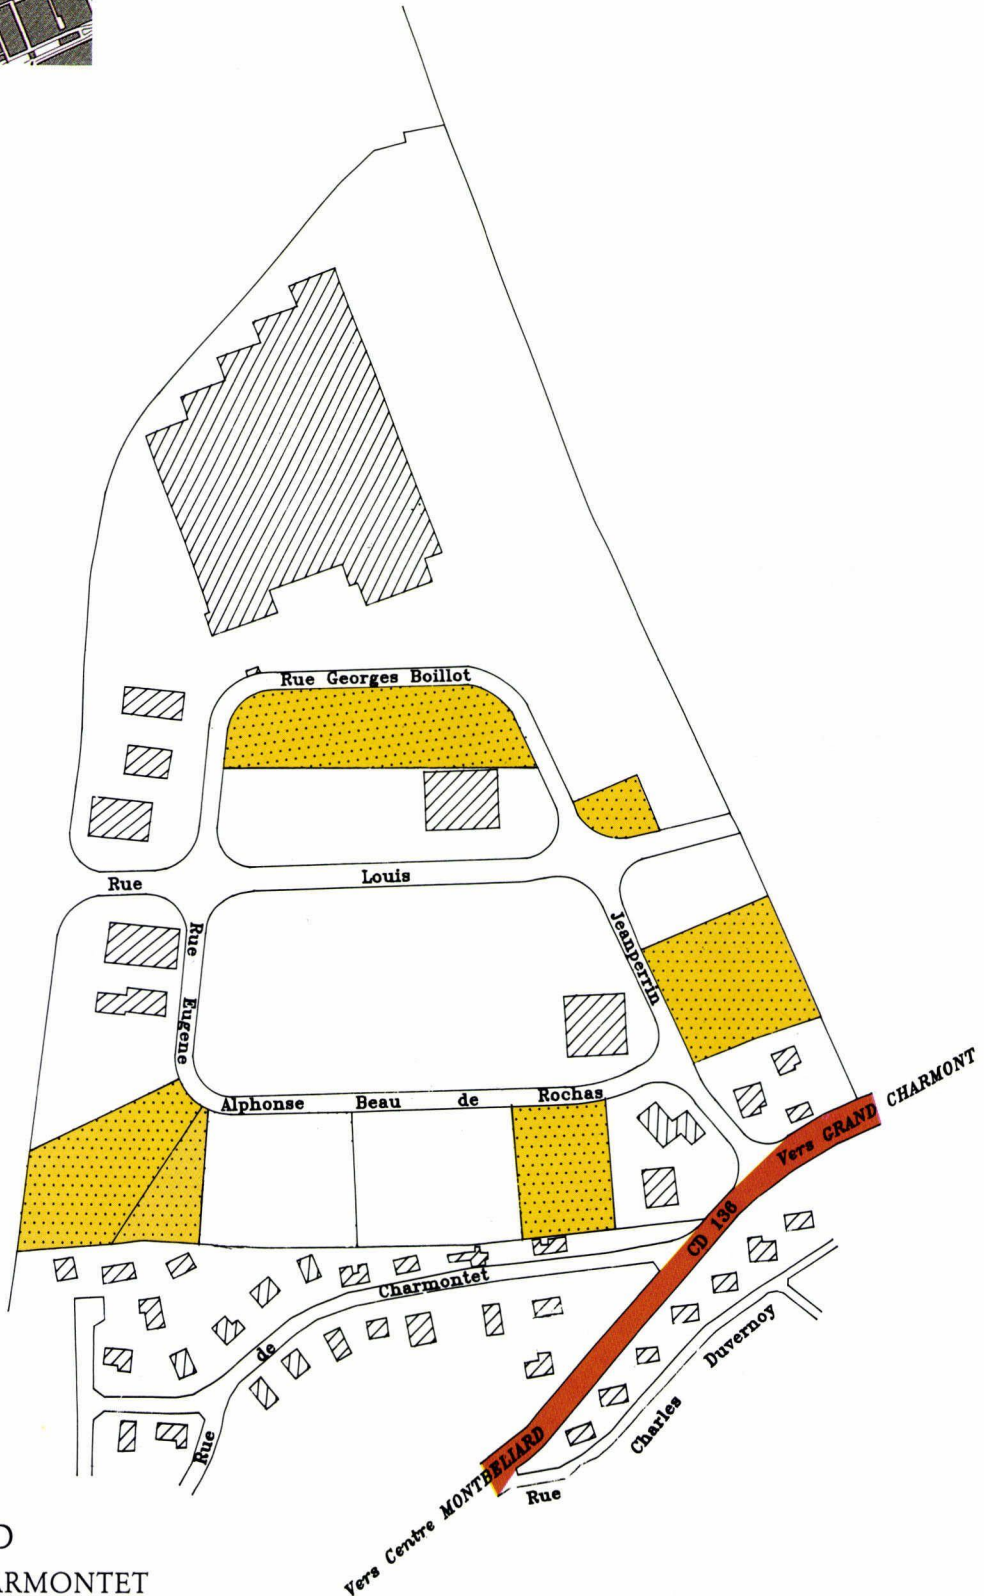 Rue Georges Boillot
Rue Louis Jeanperrin
Rue Eugene
Alphonse Beau de Rochas
Vers GRAND CHARMONT
CD 136
Rue de Charmontet
Rue Charles Duvernoy
Vers Centre MONTBELIARD
D
ARMONTET